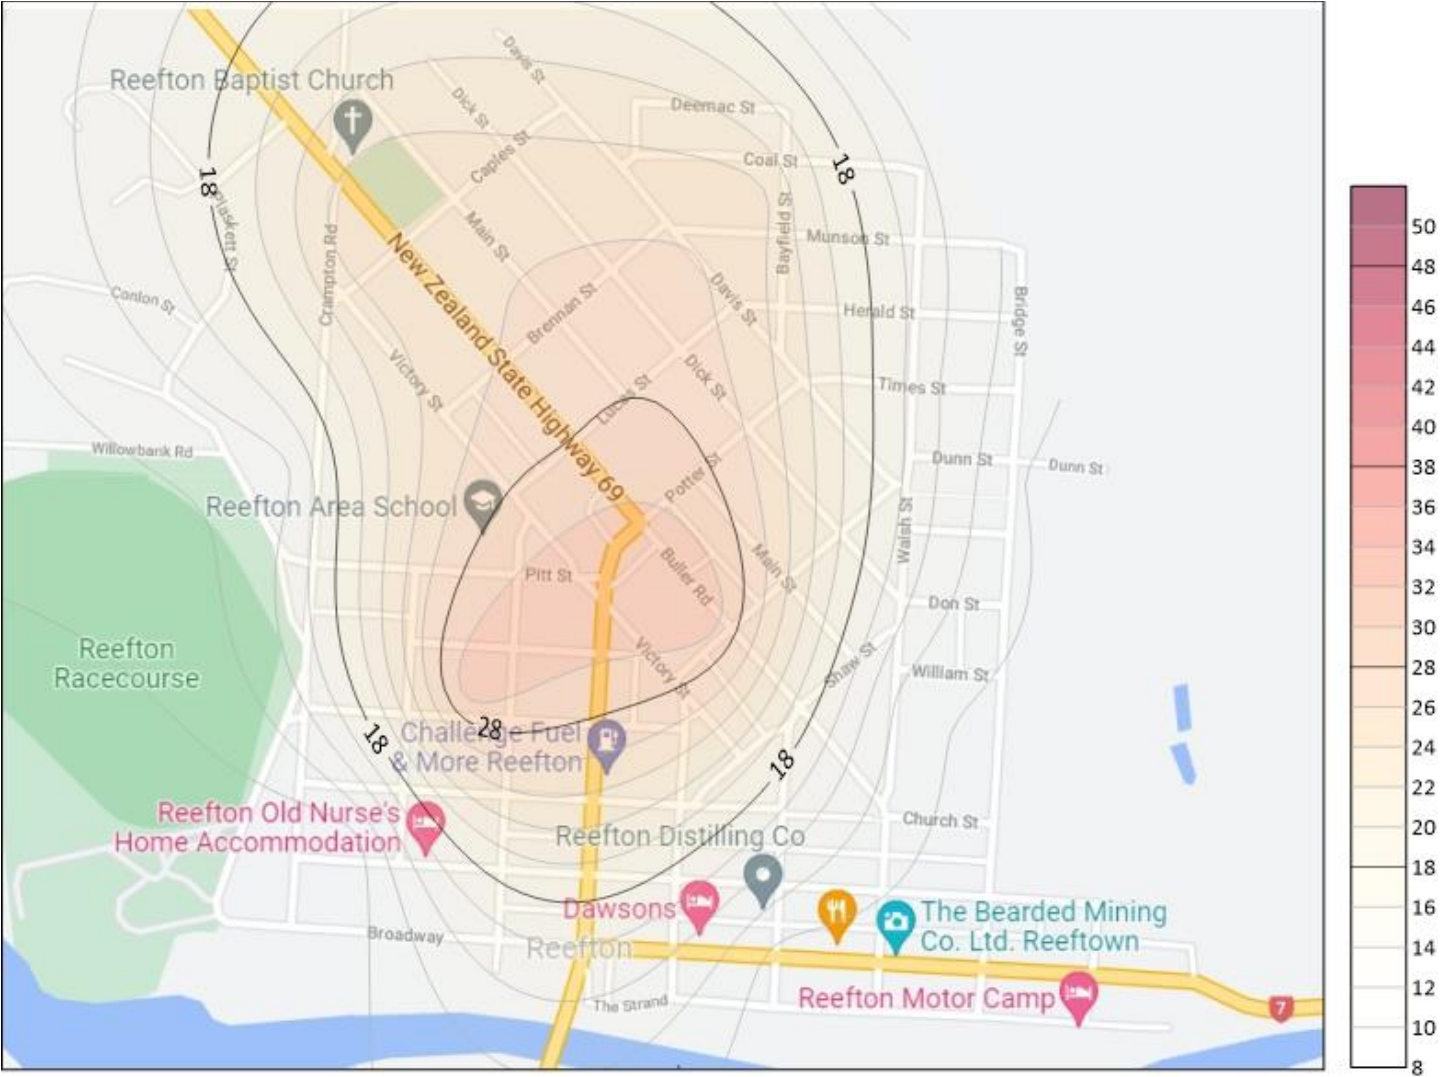 Davis St
Reefton Baptist Church
Dick St
Deemac St
Caples St
Coal St
18
18
Plaskett St
Bayfield St
Main St
Munson St
Crampton Rd
New Zealand State Highway 69
Conlon St
Brennan St
Davis St
Herald St
Bridge St
Victory St
Lucas St
Dick St
Times St
Willowbank Rd
Dunn St
Dunn St
Potter St
Reefton Area School
Walsh St
Pitt St
Buller Rd
Main St
Don St
Reefton
Racecourse
Victory St
Shaw St
William St
28
18
18
Challenge Fuel
& More Reefton
Reefton Old Nurse's
Home Accommodation
Reefton Distilling Co
Church St
Dawsons
The Bearded Mining
Co. Ltd. Reeftown
Broadway
Reefton
The Strand
Reefton Motor Camp
7
50
48
46
44
42
40
38
36
34
32
30
28
26
24
22
20
18
16
14
12
10
8